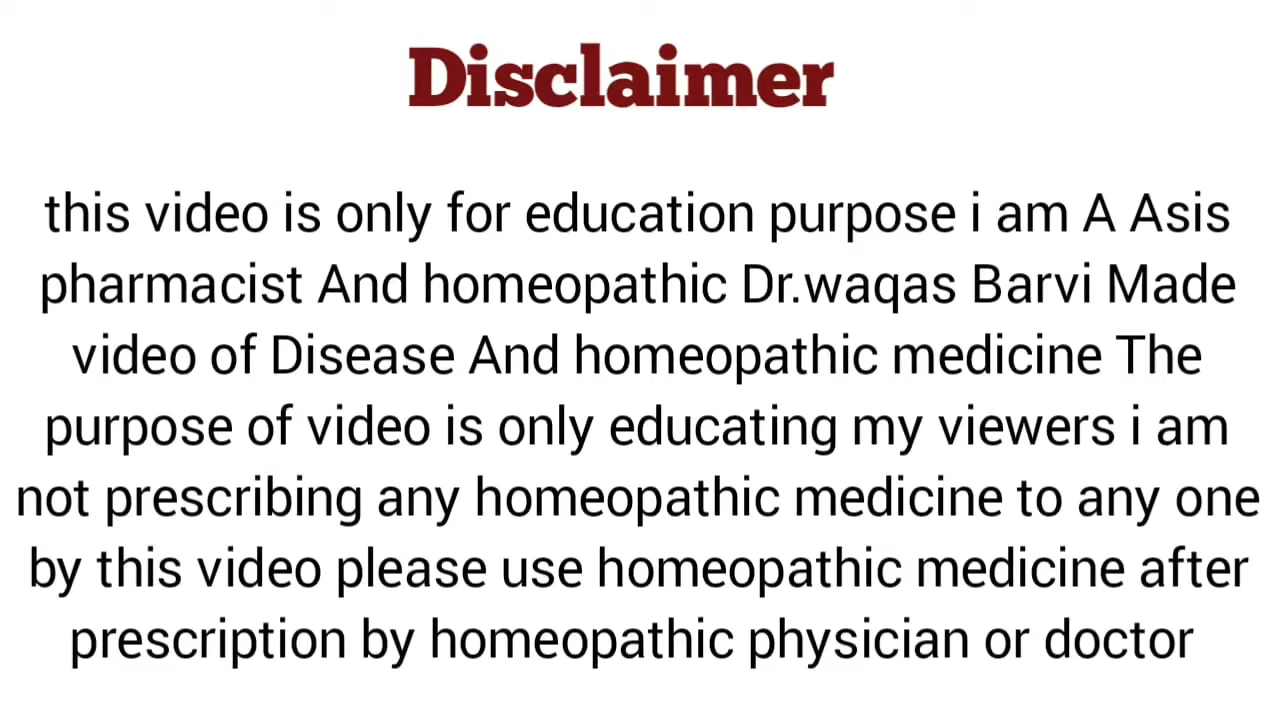 Disclaimer
this video is only for education purpose i am A Asis
pharmacist And homeopathic Dr.waqas Barvi Made
video of Disease And homeopathic medicine The
purpose of video is only educating my viewers i am
not prescribing any homeopathic medicine to any one
by this video please use homeopathic medicine after
prescription by homeopathic physician or doctor